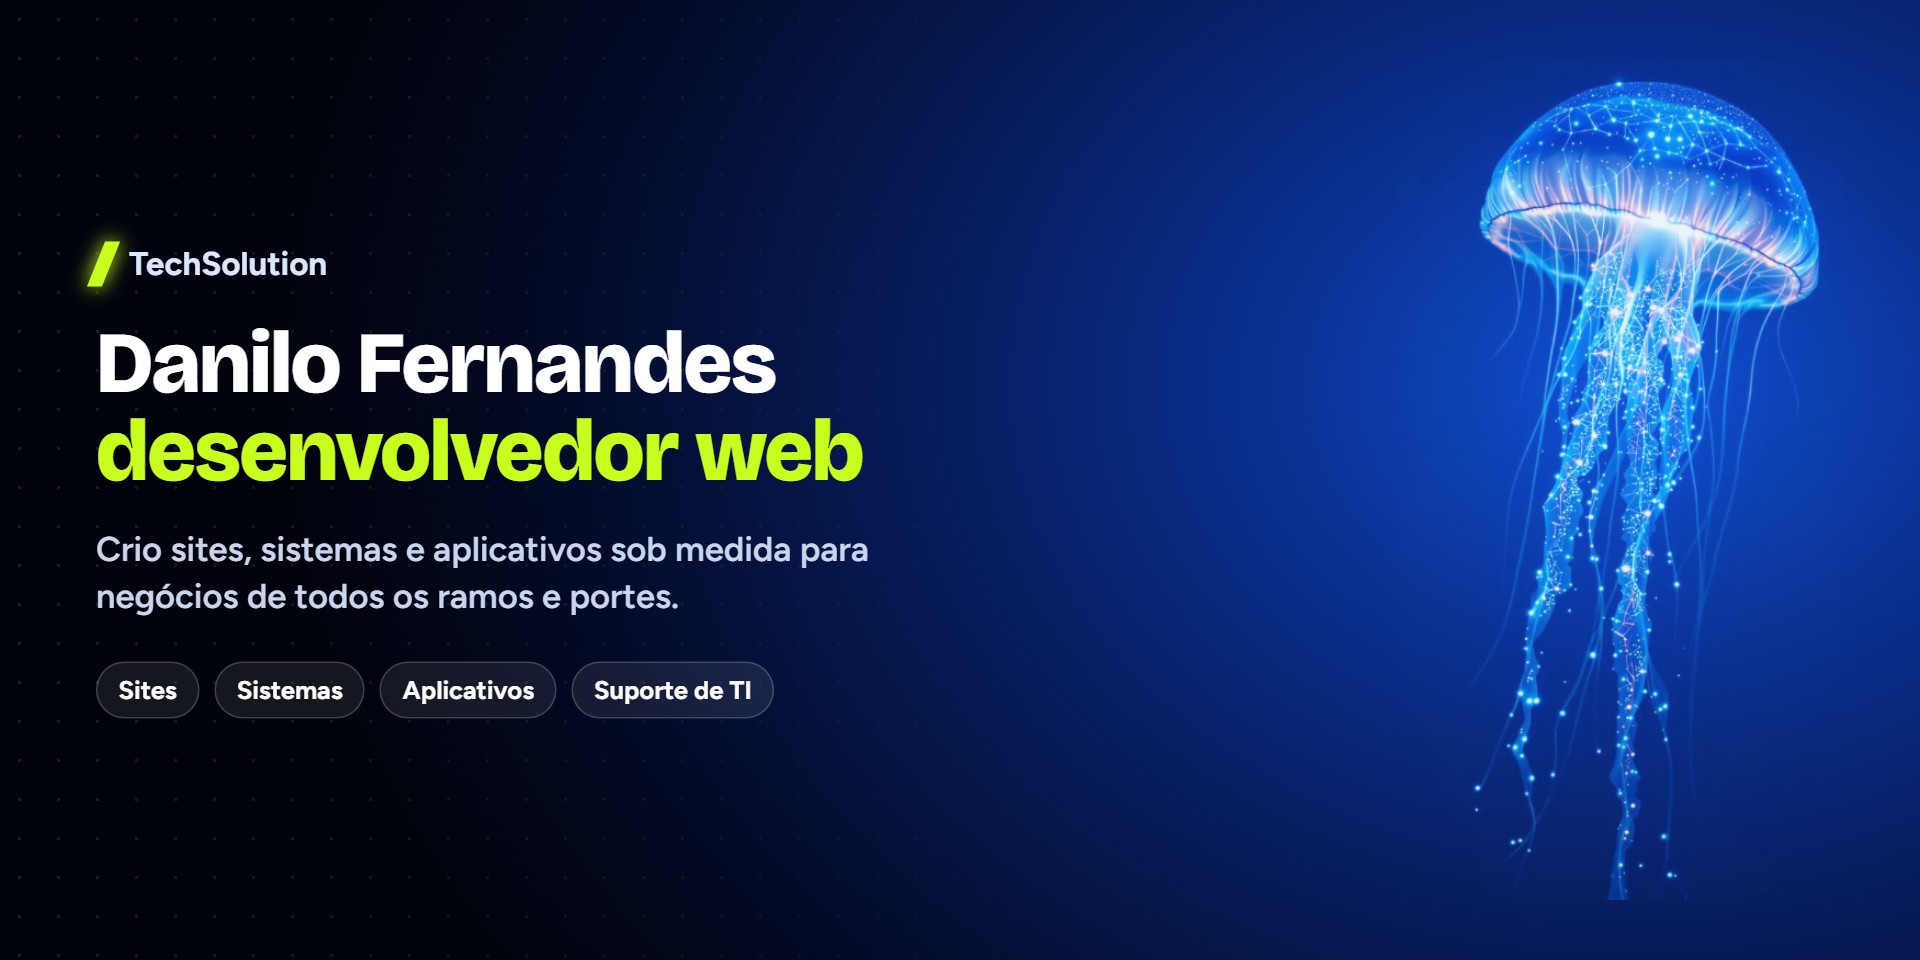 TechSolution
Danilo Fernandes
desenvolvedor web
Crio sites, sistemas e aplicativos sob medida para
negócios de todos os ramos e portes.
Sites Sistemas Aplicativos Suporte de TI